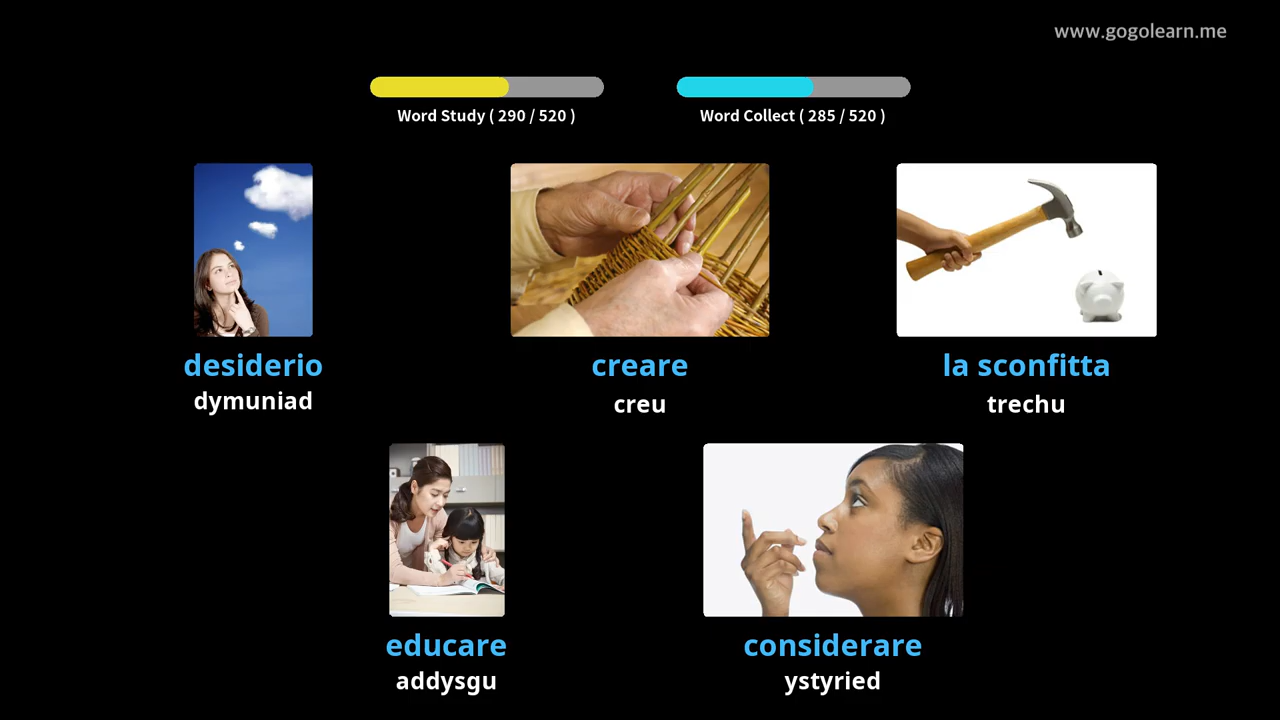 www.gogolearn.me
Word Study ( 290 / 520 )
Word Collect ( 285 / 520 )
desiderio
dymuniad
creare
creu
la sconfitta
trechu
educare
addysgu
considerare
ystyried